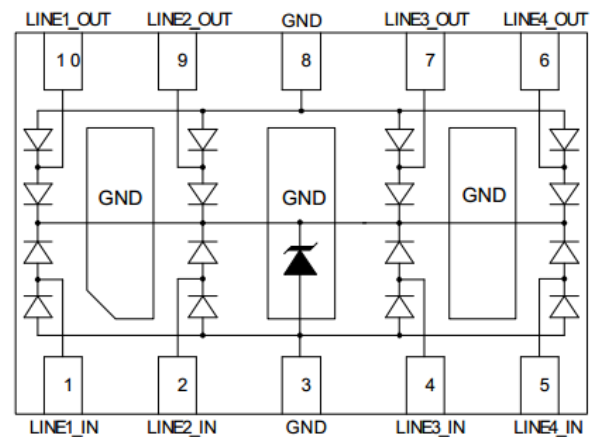 LINE1_OUT LINE2_OUT GND LINE3_OUT LINE4_OUT
10 9 8 7 6
GND GND GND
1 2 3 4 5
LINE1_IN LINE2_IN GND LINE3_IN LINE4_IN